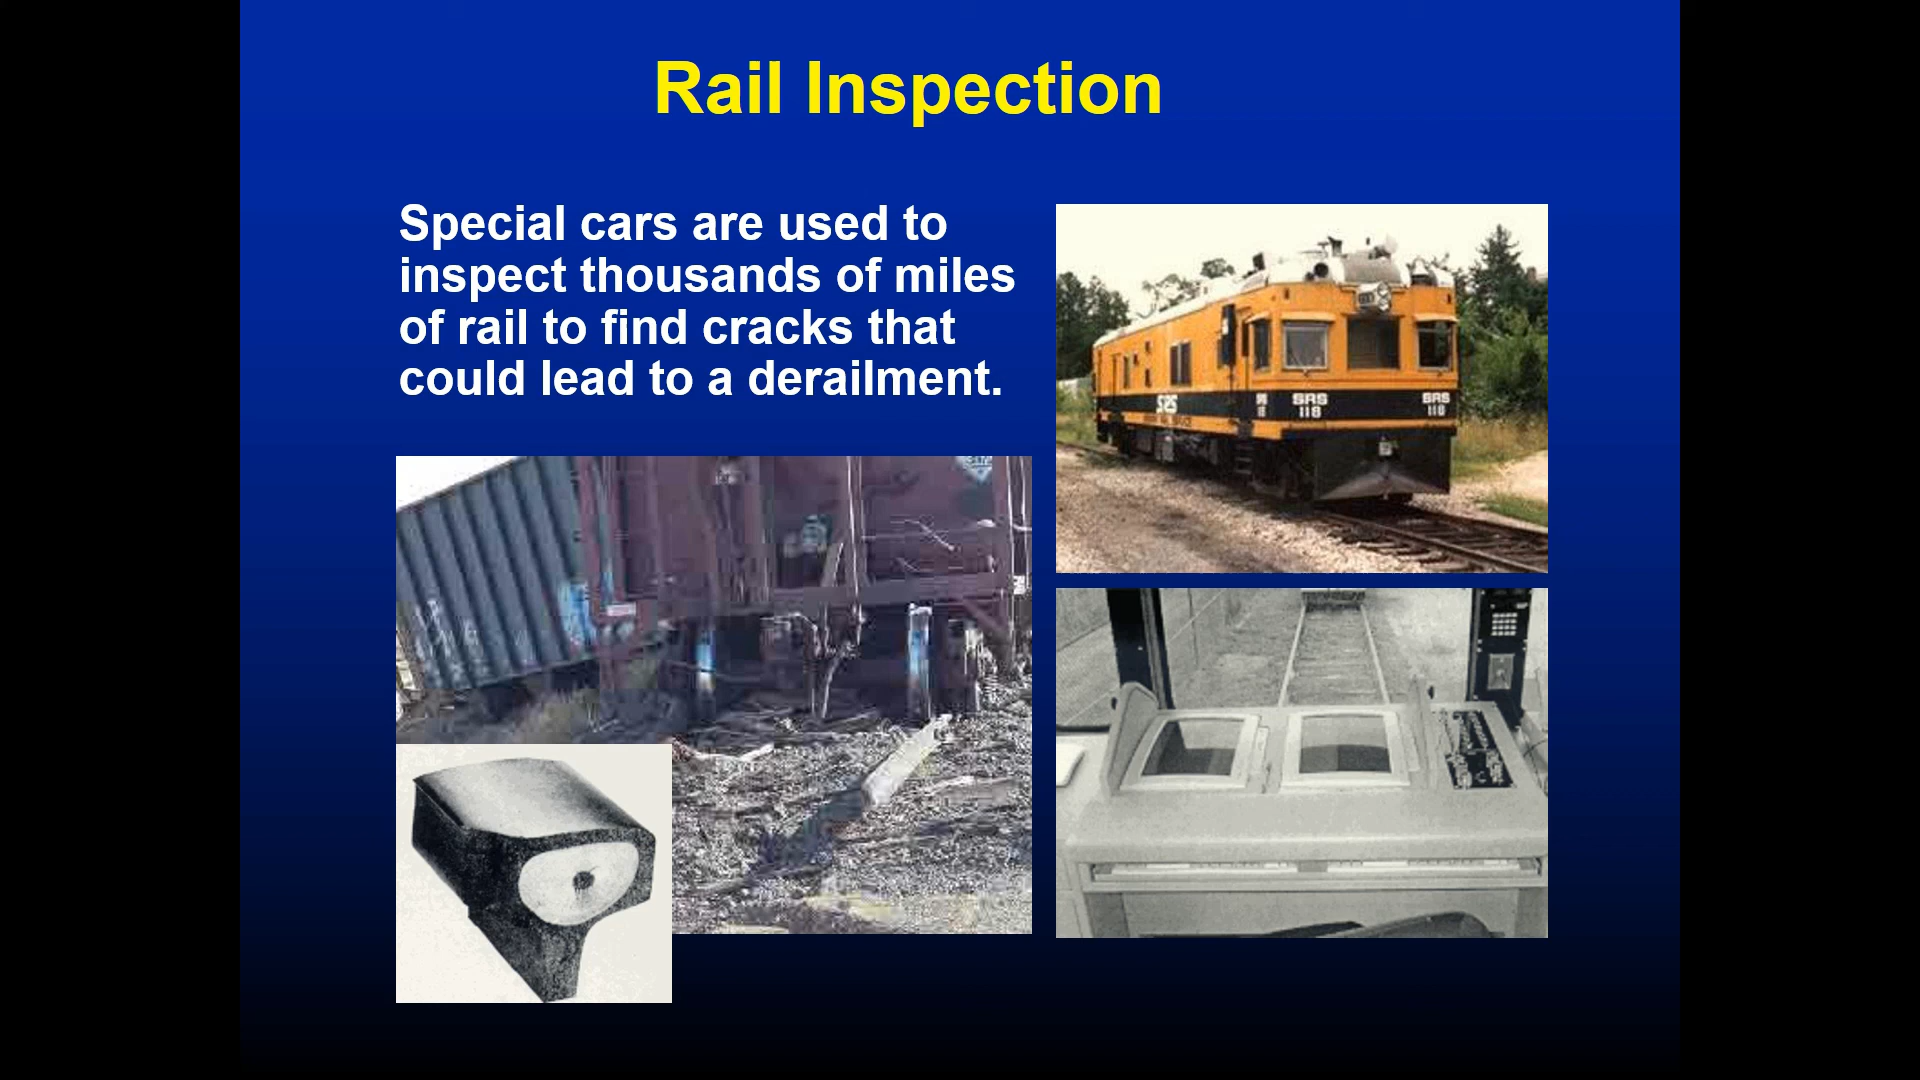 Rail Inspection
Special cars are used to
inspect thousands of miles
of rail to find cracks that
could lead to a derailment.
SRS
SRS
118
SRS
118